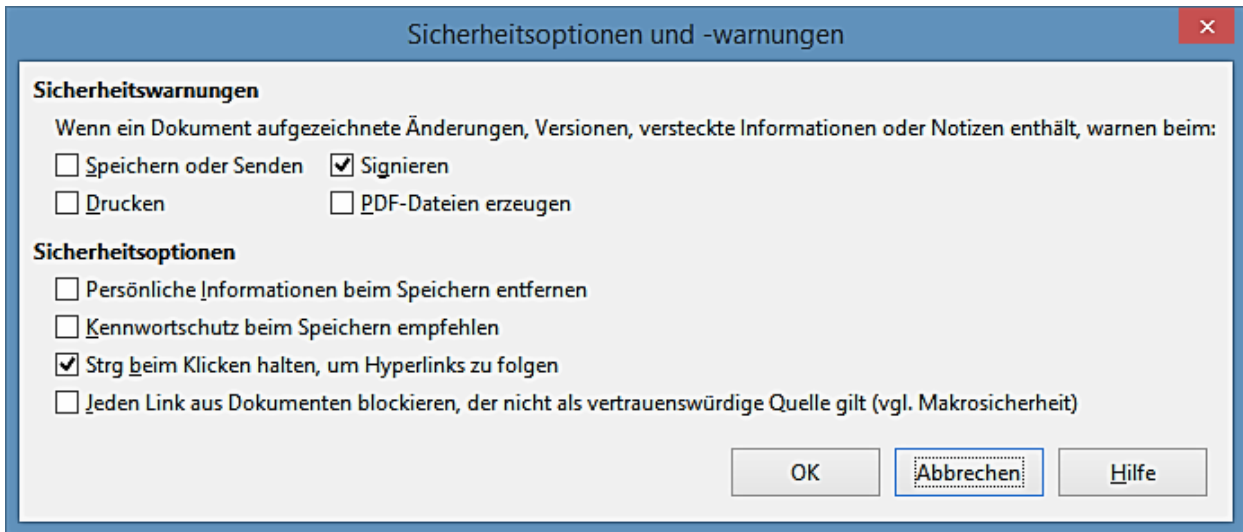 Sicherheitsoptionen und -warnungen
Sicherheitswarnungen
Wenn ein Dokument aufgezeichnete Änderungen, Versionen, versteckte Informationen oder Notizen enthält, warnen beim:
Speichern oder Senden Signieren
Drucken PDF-Dateien erzeugen
Sicherheitsoptionen
Persönliche Informationen beim Speichern entfernen
Kennwortschutz beim Speichern empfehlen
Strg beim Klicken halten, um Hyperlinks zu folgen
Jeden Link aus Dokumenten blockieren, der nicht als vertrauenswürdige Quelle gilt (vgl. Makrosicherheit)
OK Abbrechen Hilfe